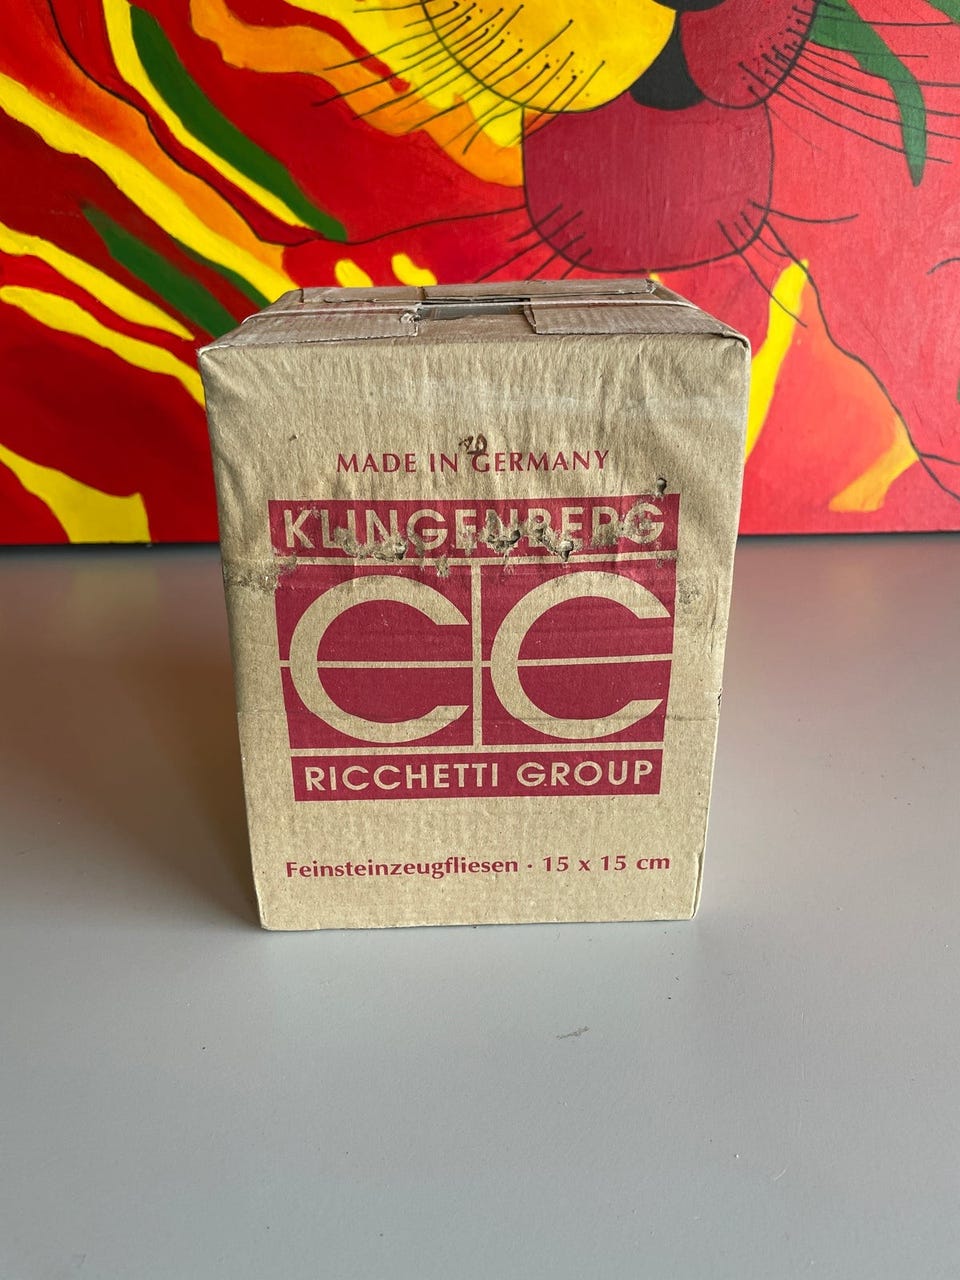 MADE IN GERMANY
KLINGENBERG
CC
RICCHETTI GROUP
Feinsteinzeugfliesen · 15 x 15 cm